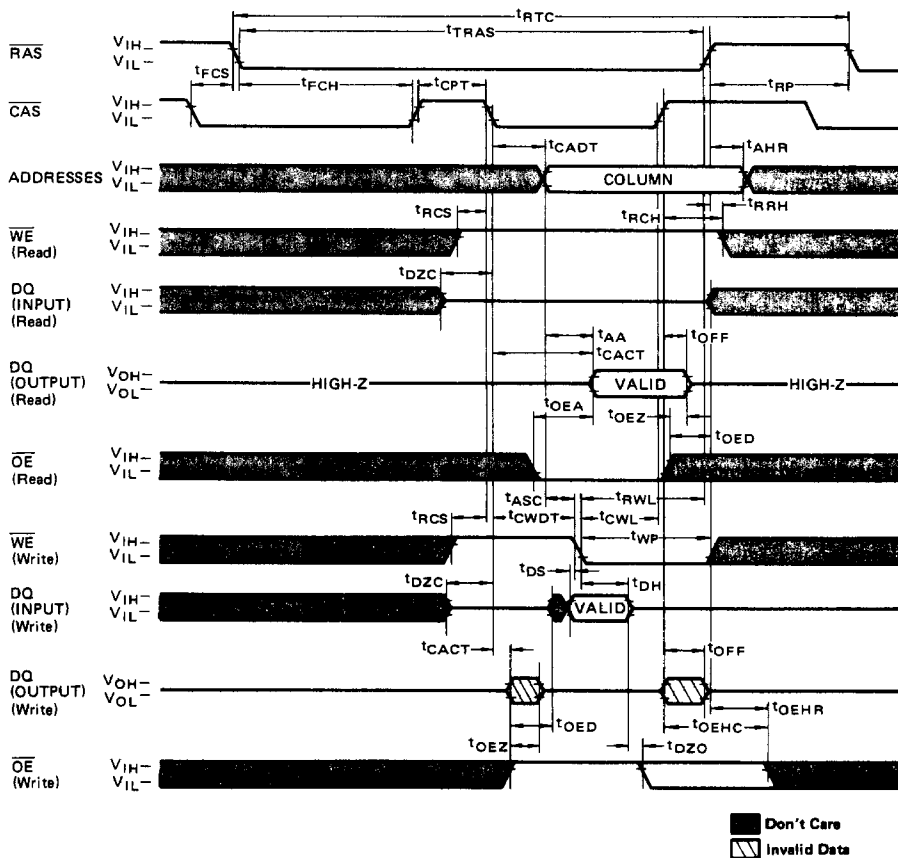 tRTC
tTRAS
RAS VIH– VIL–
tFCS tFCH tCPT tRP
CAS VIH– VIL–
tCADT tAHR
ADDRESSES VIH– VIL– COLUMN
tRCS tRCH tRRH
WE (Read) VIH– VIL–
tDZC
DQ (INPUT) (Read) VIH– VIL–
tAA tOFF
tCACT
DQ (OUTPUT) (Read) VOH– VOL– HIGH-Z VALID HIGH-Z
tOEA tOEZ
tOED
OE (Read) VIH– VIL–
tASC tRWL
tRCS tCWDT tCWL
tWP
WE (Write) VIH– VIL–
tDS
tDZC tDH
DQ (INPUT) (Write) VIH– VIL– VALID
tCACT tOFF
DQ (OUTPUT) (Write) VOH– VOL–
tOED tOEHC tOEHR
tOEZ tDZO
OE (Write) VIH– VIL–
Don't Care
Invalid Data